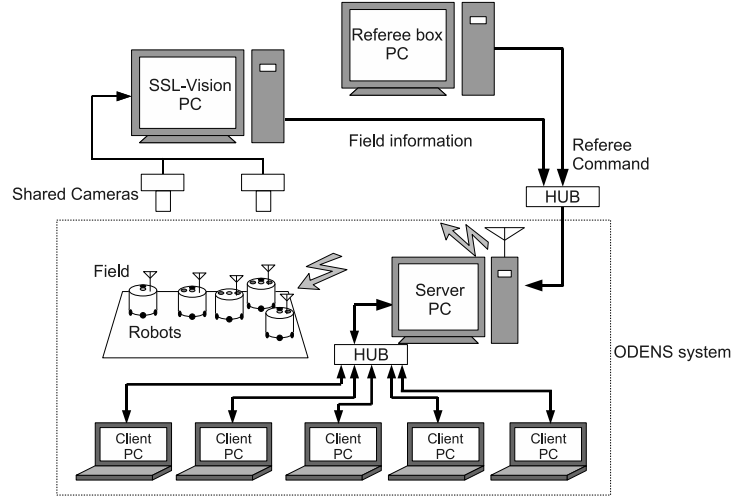 Referee box
PC
SSL-Vision
PC
Field information
Referee
Command
Shared Cameras
HUB
Field
Robots
Server
PC
HUB
ODENS system
Client
PC
Client
PC
Client
PC
Client
PC
Client
PC